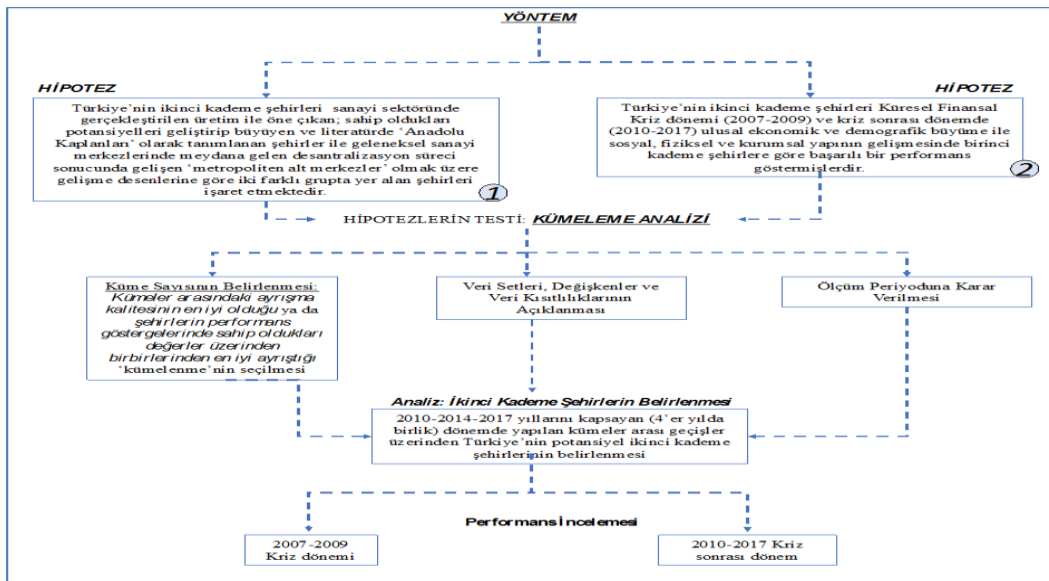 YÖNTEM
HİPOTEZ
Türkiye'nin ikinci kademe şehirleri sanayi sektöründe
gerçekleştirilen üretim ile öne çıkan; sahip oldukları
potansiyelleri geliştirip büyüyen ve literatürde 'Anadolu
Kaplanları' olarak tanımlanan şehirler ile geleneksel sanayi
merkezlerinde meydana gelen desantralizasyon süreci
sonucunda gelişen 'metropoliten alt merkezler' olmak üzere
gelişme desenlerine göre iki farklı grupta yer alan şehirleri
işaret etmektedir.
1
HİPOTEZ
Türkiye'nin ikinci kademe şehirleri Küresel Finansal
Kriz dönemi (2007-2009) ve kriz sonrası dönemde
(2010-2017) ulusal ekonomik ve demografik büyüme ile
sosyal, fiziksel ve kurumsal yapının gelişmesinde birinci
kademe şehirlere göre başarılı bir performans
göstermişlerdir.
2
HİPOTEZLERİN TESTİ: KÜMELEME ANALİZİ
Küme Sayısının Belirlenmesi:
Kümeler arasındaki ayrışma
kalitesinin en iyi olduğu ya da
şehirlerin performans
göstergelerinde sahip oldukları
değerler üzerinden
birbirlerinden en iyi ayrıştığı
'kümelenme'nin seçilmesi
Veri Setleri, Değişkenler ve
Veri Kısıtlılıklarının
Açıklanması
Ölçüm Periyoduna Karar
Verilmesi
Analiz: İkinci Kademe Şehirlerin Belirlenmesi
2010-2014-2017 yıllarını kapsayan (4'er yılda
birlik) dönemde yapılan kümeler arası geçişler
üzerinden Türkiye'nin potansiyel ikinci kademe
şehirlerinin belirlenmesi
Performans İncelemesi
2007-2009
Kriz dönemi
2010-2017 Kriz
sonrası dönem